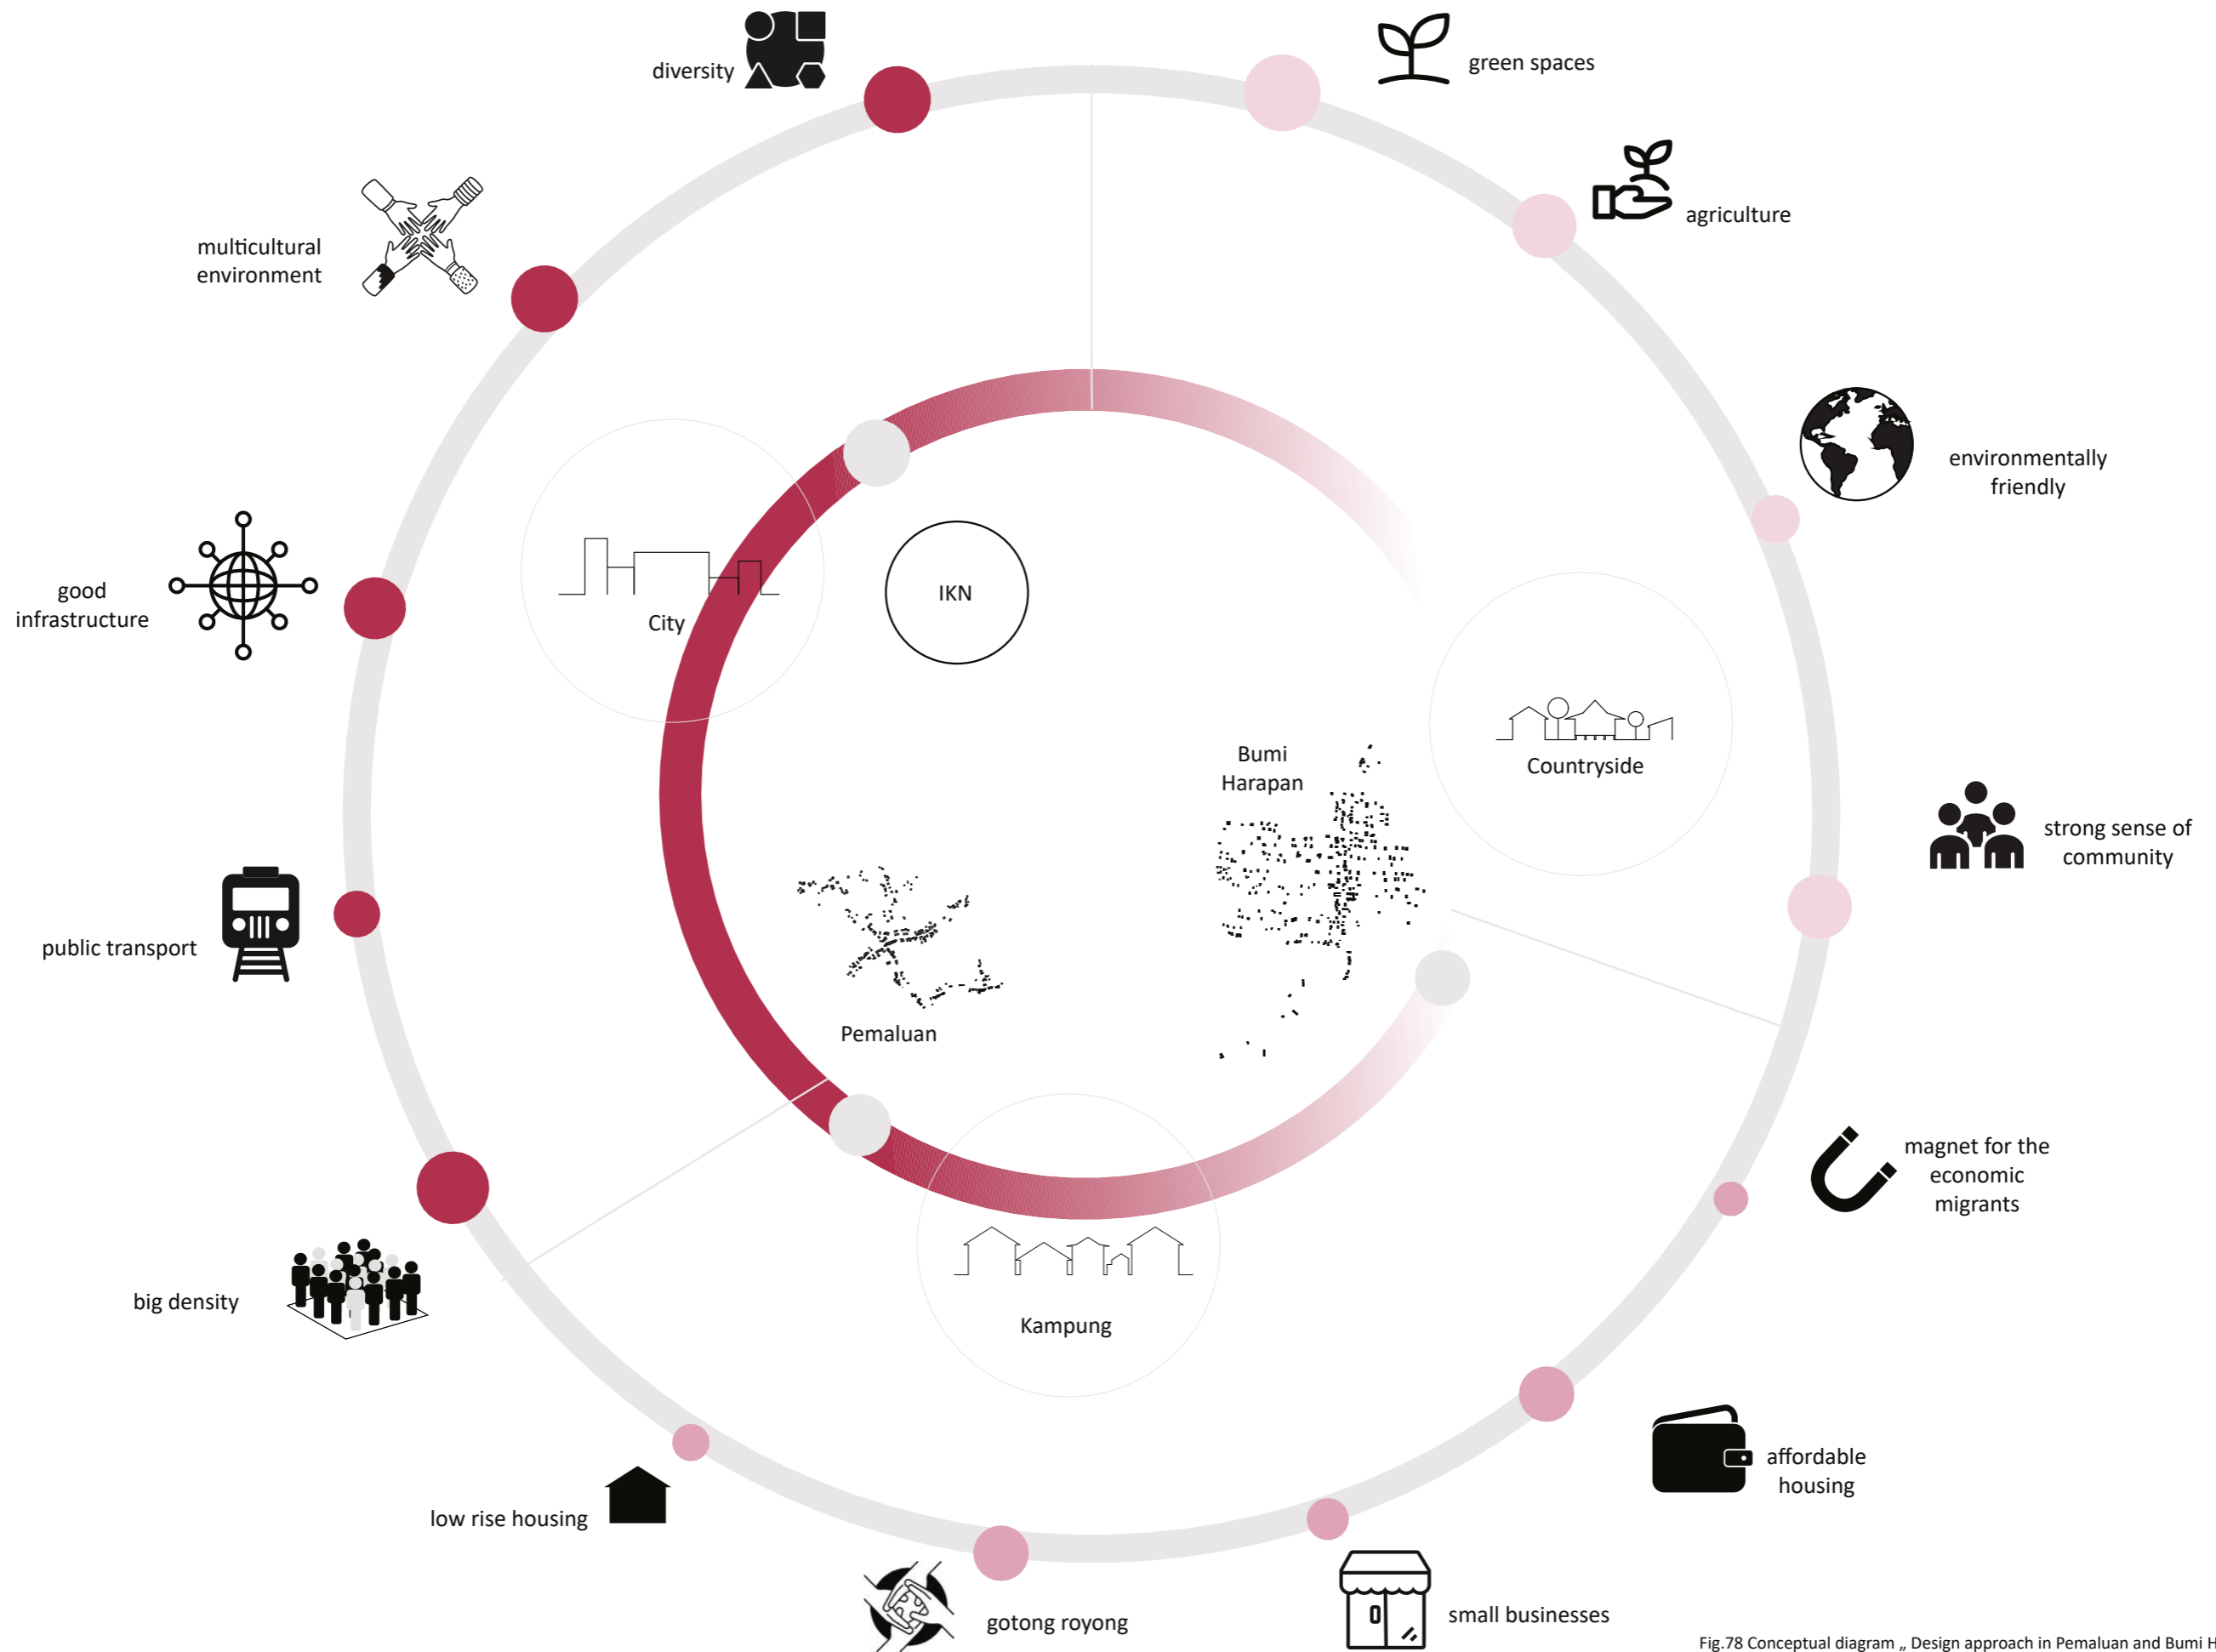 diversity
green spaces
agriculture
multicultural
environment
environmentally
friendly
good
infrastructure
IKN
City
Bumi
Harapan
Countryside
strong sense of
community
public transport
Pemaluan
magnet for the
economic
migrants
big density
Kampung
affordable
housing
low rise housing
gotong royong
small businesses
Fig.78 Conceptual diagram „ Design approach in Pemaluan and Bumi H